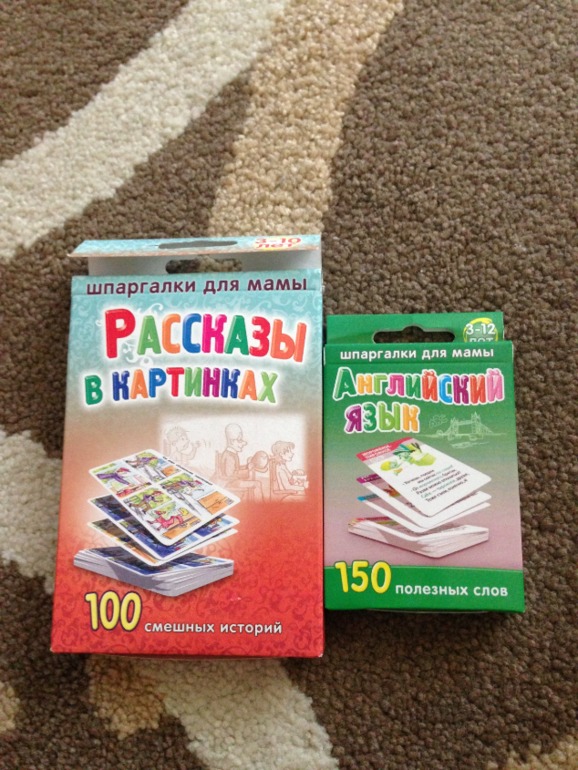 3-10
лет
шпаргалки для мамы
Рассказы
в картинках
100 смешных историй
3-12
лет
шпаргалки для мамы
Английский
язык
150 полезных слов